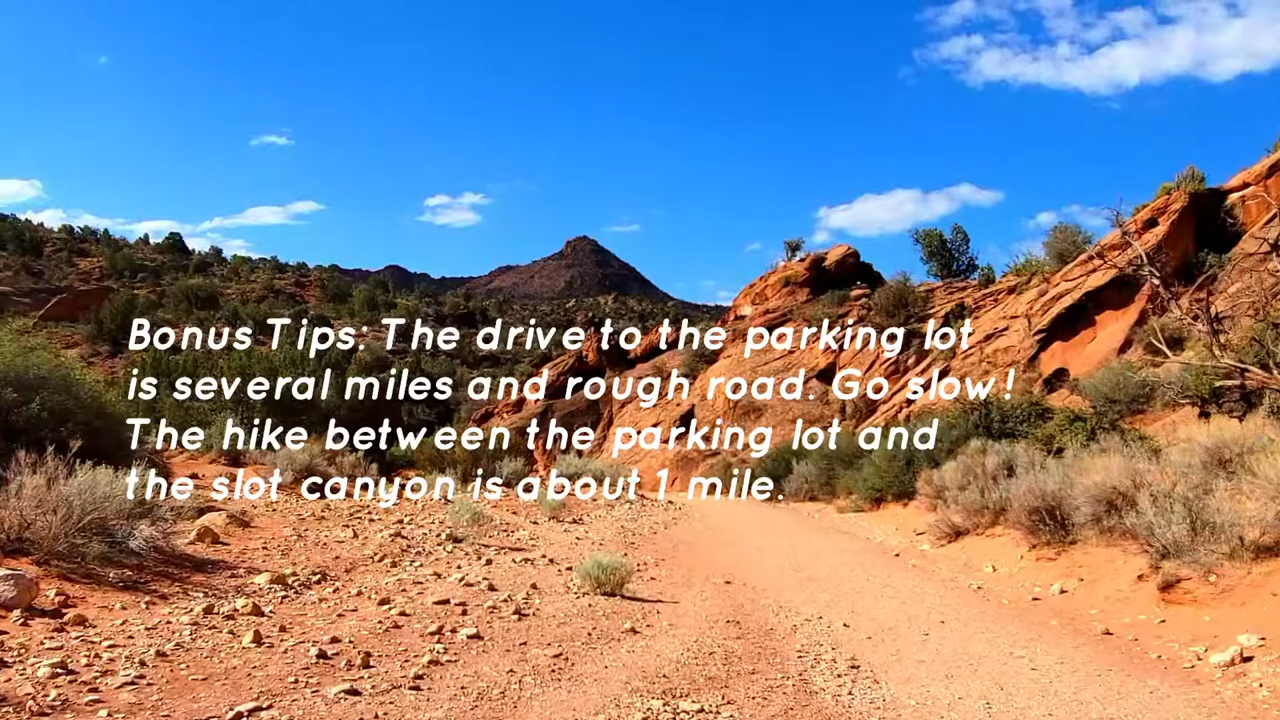 Bonus Tips: The drive to the parking lot
is several miles and rough road. Go slow!
The hike between the parking lot and
the slot canyon is about 1 mile.